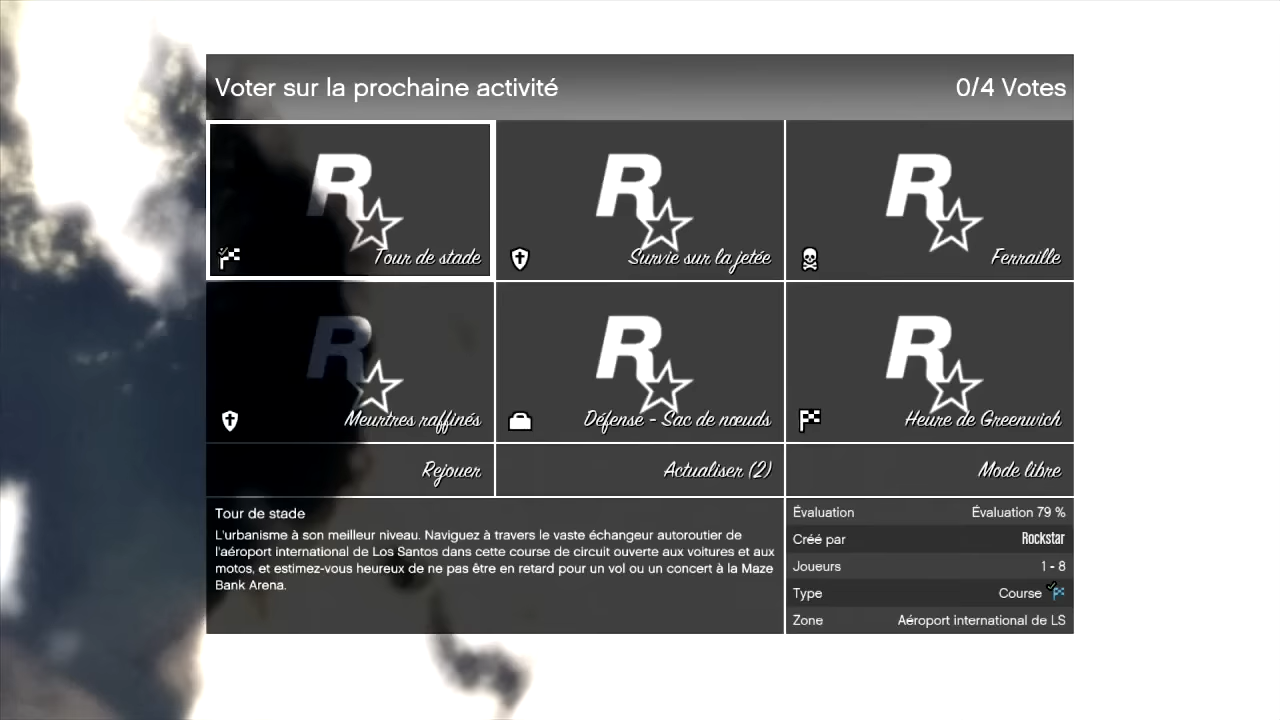 Voter sur la prochaine activité
0/4 Votes
R
Tour de stade
R
Survie sur la jetée
R
Ferraille
R
Meurtres raffinés
R
Défense - Sac de nœuds
R
Heure de Greenwich
Rejouer
Actualiser (2)
Mode libre
Tour de stade
L'urbanisme à son meilleur niveau. Naviguez à travers le vaste échangeur autoroutier de
l'aéroport international de Los Santos dans cette course de circuit ouverte aux voitures et aux
motos, et estimez-vous heureux de ne pas être en retard pour un vol ou un concert à la Maze
Bank Arena.
Évaluation Évaluation 79 %
Créé par Rockstar
Joueurs 1 - 8
Type Course
Zone Aéroport international de LS